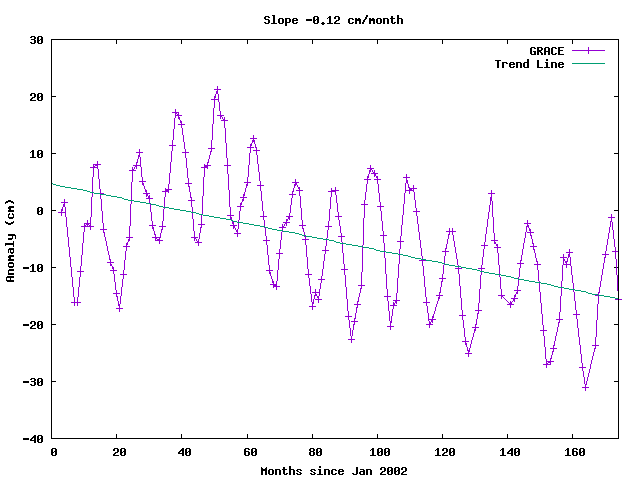 Slope -0.12 cm/month
30
20
10
0
-10
-20
-30
-40
Anomaly (cm)
GRACE
Trend Line
0 20 40 60 80 100 120 140 160
Months since Jan 2002